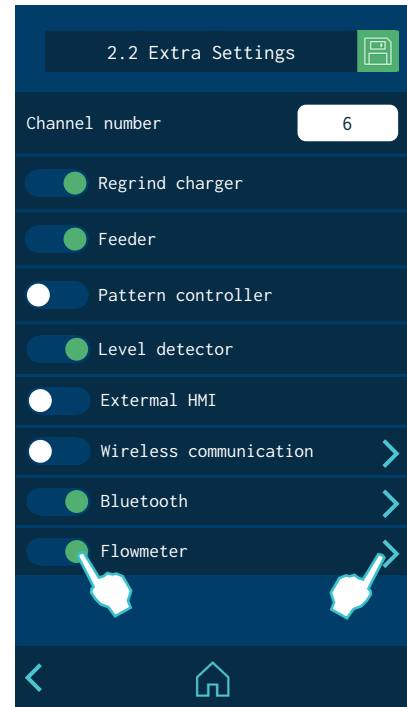 2.2 Extra Settings
Channel number
6
Regrind charger
Feeder
Pattern controller
Level detector
Extermal HMI
Wireless communication
Bluetooth
Flowmeter